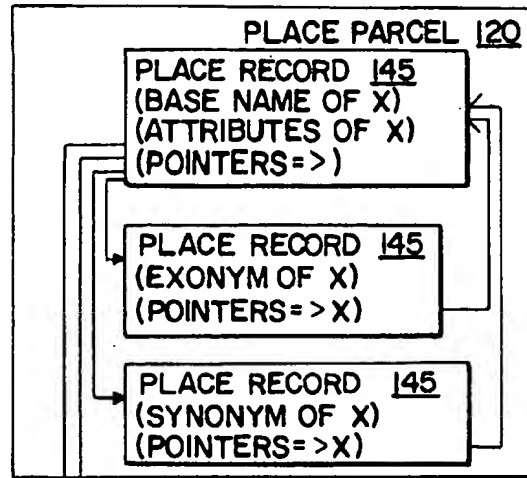 PLACE PARCEL 120
PLACE RECORD 145
(BASE NAME OF X)
(ATTRIBUTES OF X)
(POINTERS=>)
PLACE RECORD 145
(EXONYM OF X)
(POINTERS=>X)
PLACE RECORD 145
(SYNONYM OF X)
(POINTERS=>X)